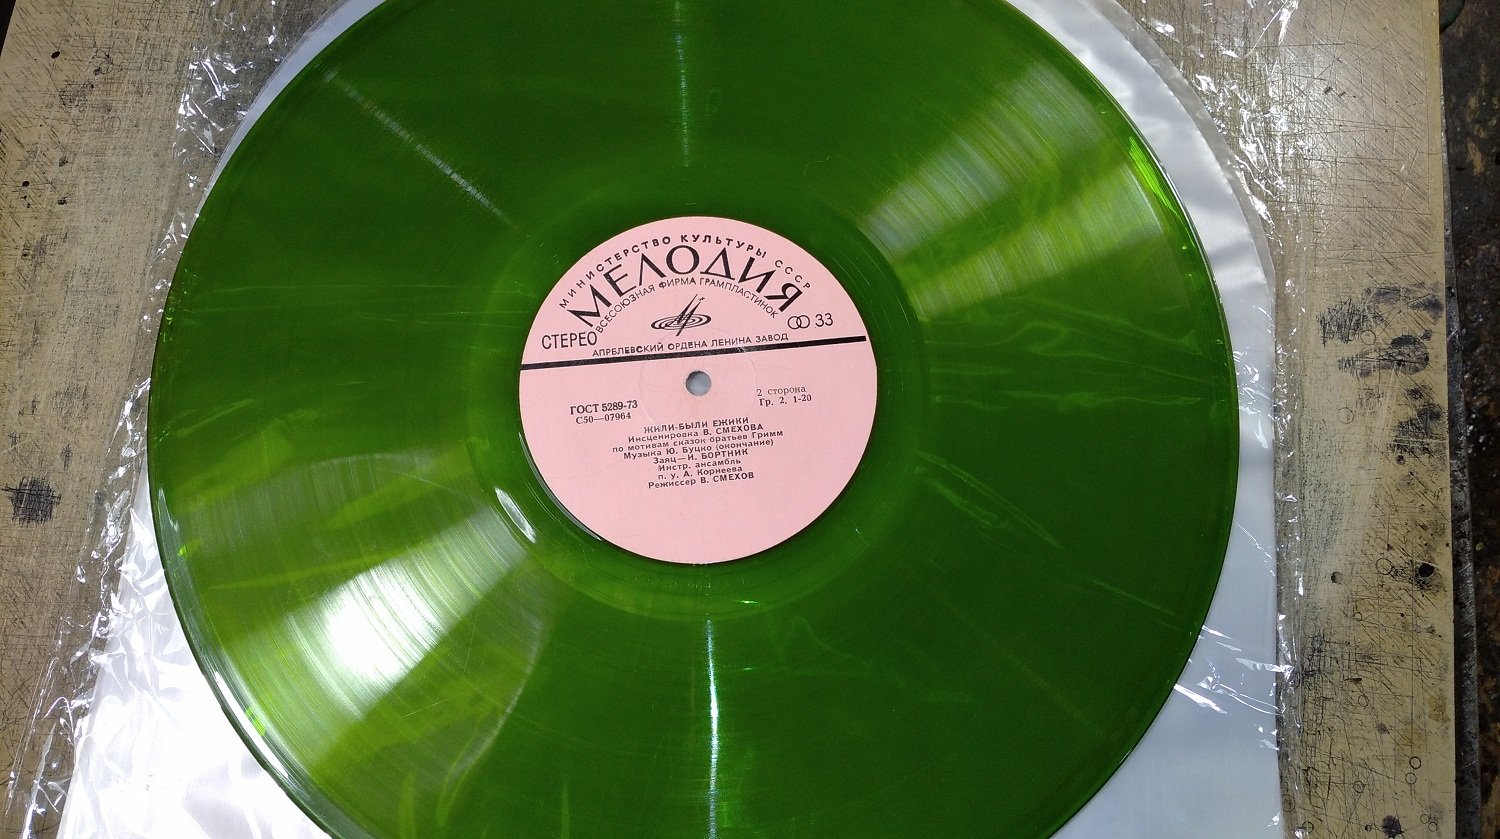 МИНИСТЕРСТВО КУЛЬТУРЫ СССР
МЕЛОДИЯ
ВСЕСОЮЗНАЯ ФИРМА ГРАМПЛАСТИНОК
СТЕРЕО
33
АПРЕЛЕВСКИЙ ОРДЕНА ЛЕНИНА ЗАВОД
ГОСТ 5289-73
С50—07964
2 сторона
Гр. 2. 1-20
ЖИЛИ-БЫЛИ ЕЖИКИ
Инсценировка В. СМЕХОВА
по мотивам сказок братьев Гримм
Музыка Ю. Буцко (окончание)
Заяц—И. БОРТНИК
Инстр. ансамбль
п. у. А. Корнеева
Режиссер В. СМЕХОВ